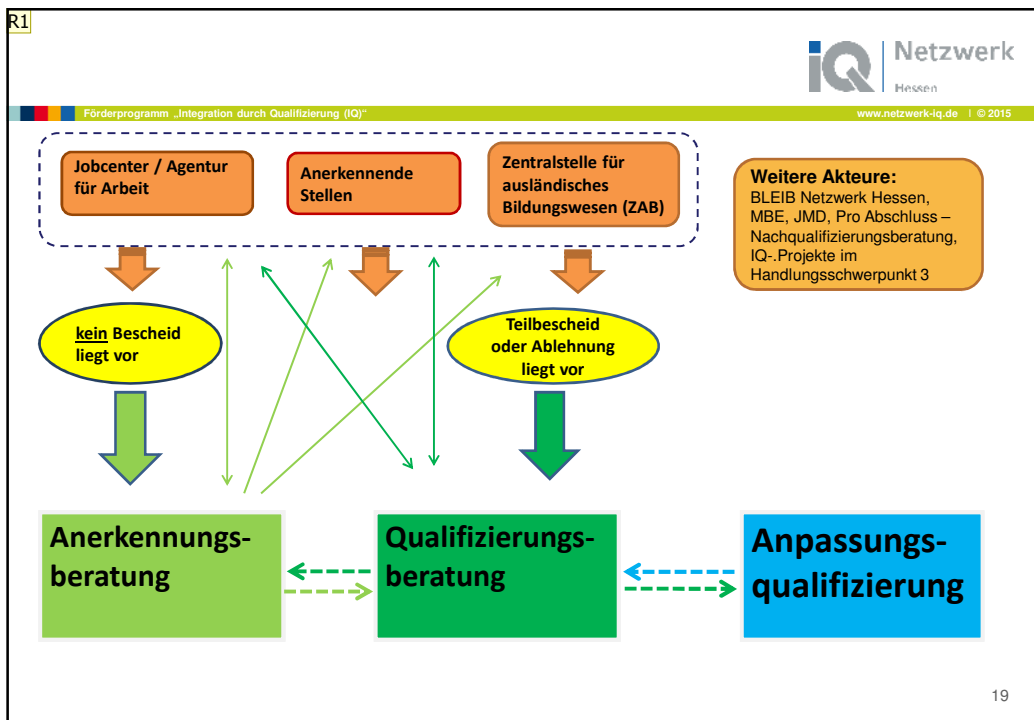 R1
iQ Netzwerk
Hessen
Förderprogramm „Integration durch Qualifizierung (IQ)“
www.netzwerk-iq.de I © 2015
Jobcenter / Agentur
für Arbeit
Anerkennende
Stellen
Zentralstelle für
ausländisches
Bildungswesen (ZAB)
Weitere Akteure:
BLEIB Netzwerk Hessen,
MBE, JMD, Pro Abschluss –
Nachqualifizierungsberatung,
IQ-.Projekte im
Handlungsschwerpunkt 3
kein Bescheid
liegt vor
Teilbescheid
oder Ablehnung
liegt vor
Anerkennungs-
beratung
Qualifizierungs-
beratung
Anpassungs-
qualifizierung
19